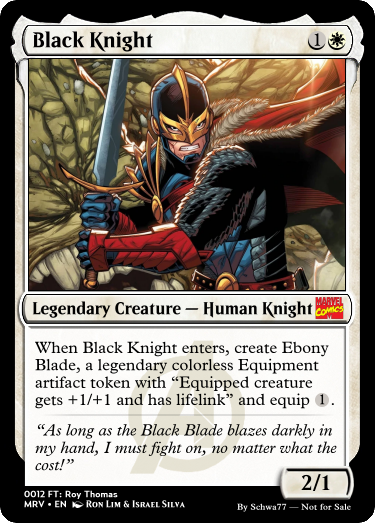 Black Knight 1
Legendary Creature — Human Knight MARVEL COMICS
When Black Knight enters, create Ebony
Blade, a legendary colorless Equipment
artifact token with “Equipped creature
gets +1/+1 and has lifelink” and equip 1.
“As long as the Black Blade blazes darkly in
my hand, I must fight on, no matter what the
cost!”
2/1
0012 FT: Roy Thomas
MRV • EN Ron Lim & Israel Silva
By Schwa77 — Not for Sale